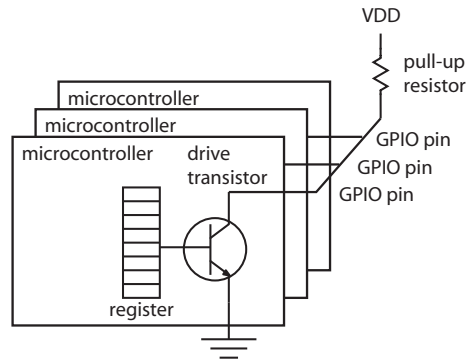 VDD
pull-up
resistor
microcontroller
microcontroller
microcontroller
drive
transistor
GPIO pin
GPIO pin
GPIO pin
register